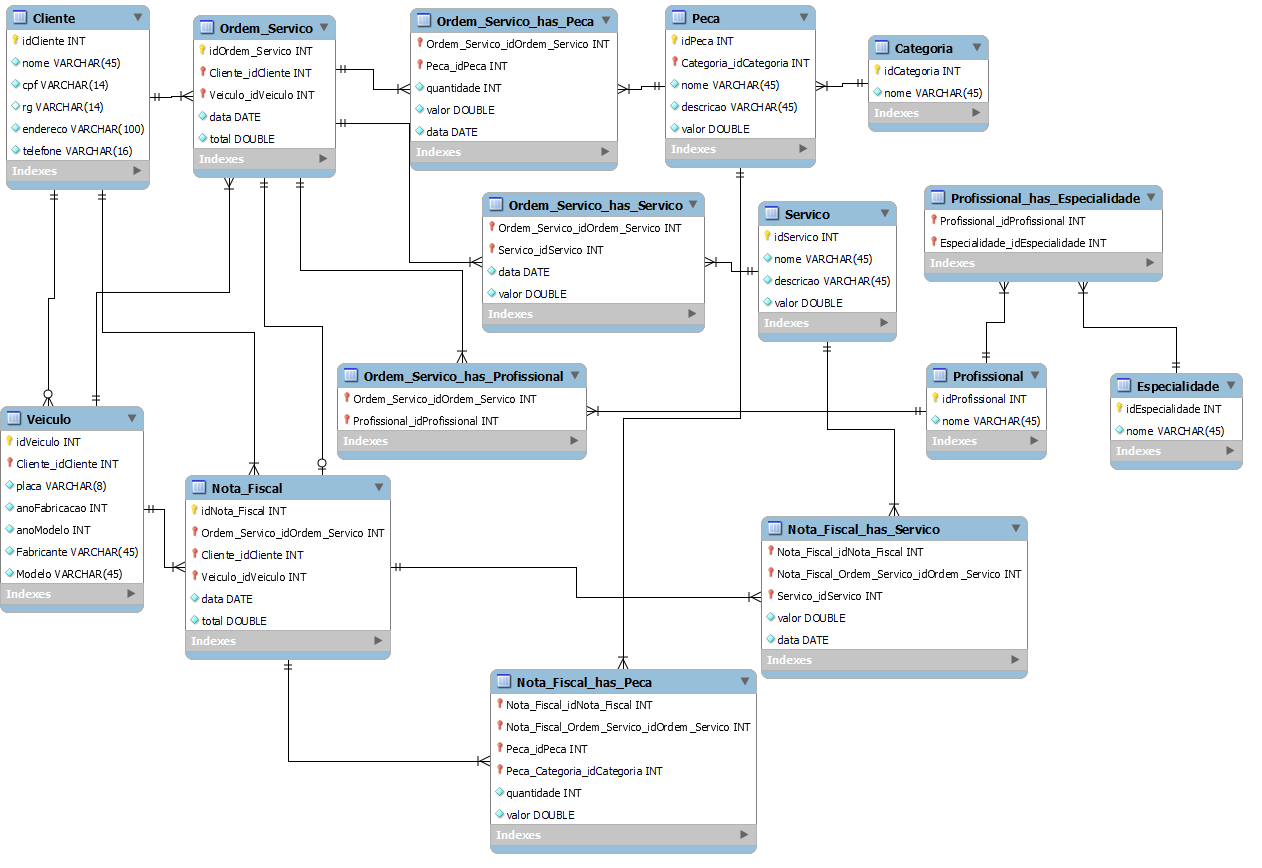 Cliente
idCliente INT
nome VARCHAR(45)
cpf VARCHAR(14)
rg VARCHAR(14)
endereco VARCHAR(100)
telefone VARCHAR(16)
Indexes
Ordem_Servico
idOrdem_Servico INT
Cliente_idCliente INT
Veiculo_idVeiculo INT
data DATE
total DOUBLE
Indexes
Ordem_Servico_has_Peca
Ordem_Servico_idOrdem_Servico INT
Peca_idPeca INT
quantidade INT
valor DOUBLE
data DATE
Indexes
Peca
idPeca INT
Categoria_idCategoria INT
nome VARCHAR(45)
descricao VARCHAR(45)
valor DOUBLE
Indexes
Categoria
idCategoria INT
nome VARCHAR(45)
Indexes
Ordem_Servico_has_Servico
Ordem_Servico_idOrdem_Servico INT
Servico_idServico INT
data DATE
valor DOUBLE
Indexes
Servico
idServico INT
nome VARCHAR(45)
descricao VARCHAR(45)
valor DOUBLE
Indexes
Profissional_has_Especialidade
Profissional_idProfissional INT
Especialidade_idEspecialidade INT
Indexes
Ordem_Servico_has_Profissional
Ordem_Servico_idOrdem_Servico INT
Profissional_idProfissional INT
Indexes
Profissional
idProfissional INT
nome VARCHAR(45)
Indexes
Especialidade
idEspecialidade INT
nome VARCHAR(45)
Indexes
Veiculo
idVeiculo INT
Cliente_idCliente INT
placa VARCHAR(8)
anoFabricacao INT
anoModelo INT
Fabricante VARCHAR(45)
Modelo VARCHAR(45)
Indexes
Nota_Fiscal
idNota_Fiscal INT
Ordem_Servico_idOrdem_Servico INT
Cliente_idCliente INT
Veiculo_idVeiculo INT
data DATE
total DOUBLE
Indexes
Nota_Fiscal_has_Servico
Nota_Fiscal_idNota_Fiscal INT
Nota_Fiscal_Ordem_Servico_idOrdem_Servico INT
Servico_idServico INT
valor DOUBLE
data DATE
Indexes
Nota_Fiscal_has_Peca
Nota_Fiscal_idNota_Fiscal INT
Nota_Fiscal_Ordem_Servico_idOrdem_Servico INT
Peca_idPeca INT
Peca_Categoria_idCategoria INT
quantidade INT
valor DOUBLE
Indexes